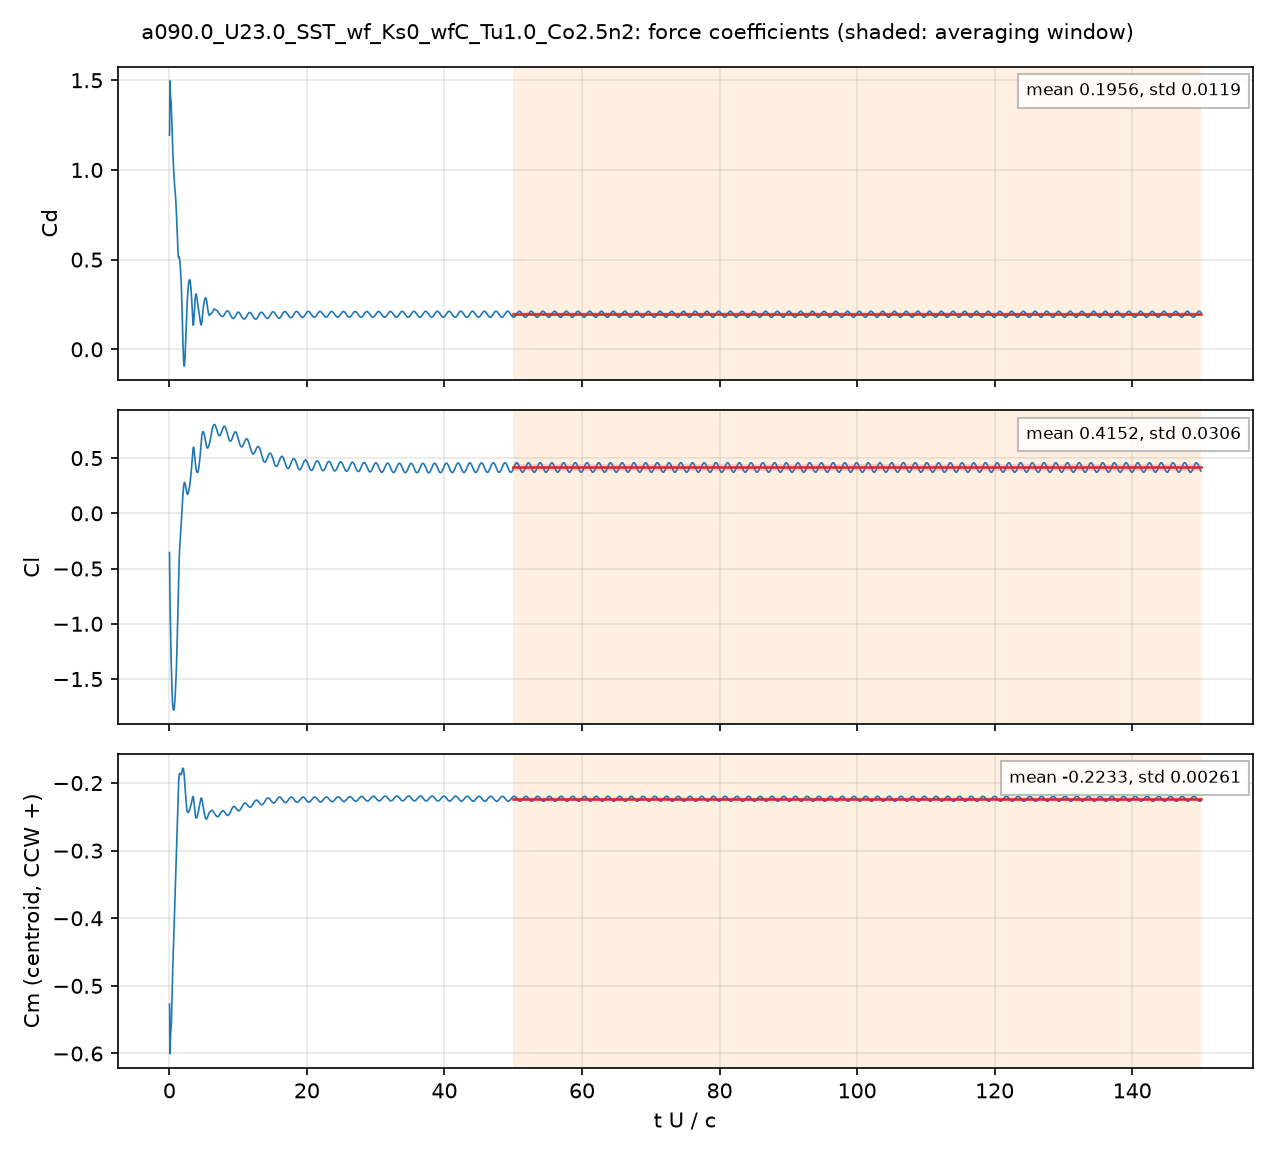 a090.0_U23.0_SST_wf_Ks0_wfC_Tu1.0_Co2.5n2: force coefficients (shaded: averaging window)
mean 0.1956, std 0.0119
1.5
1.0
0.5
0.0
Cd
mean 0.4152, std 0.0306
0.5
0.0
−0.5
−1.0
−1.5
Cl
mean -0.2233, std 0.00261
−0.2
−0.3
−0.4
−0.5
−0.6
Cm (centroid, CCW +)
0 20 40 60 80 100 120 140
t U / c